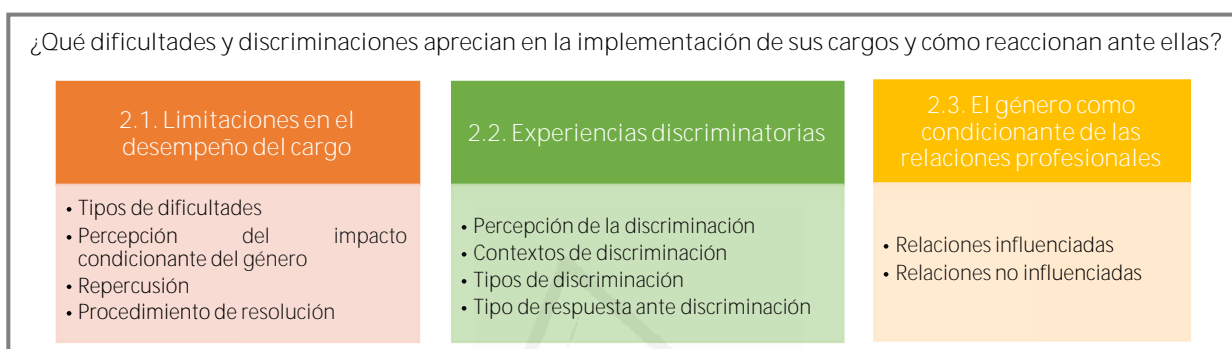 ¿Qué dificultades y discriminaciones aprecian en la implementación de sus cargos y cómo reaccionan ante ellas?
2.1. Limitaciones en el
desempeño del cargo
• Tipos de dificultades
• Percepción del impacto
condicionante del género
• Repercusión
• Procedimiento de resolución
2.2. Experiencias discriminatorias
• Percepción de la discriminación
• Contextos de discriminación
• Tipos de discriminación
• Tipo de respuesta ante discriminación
2.3. El género como
condicionante de las
relaciones profesionales
• Relaciones influenciadas
• Relaciones no influenciadas